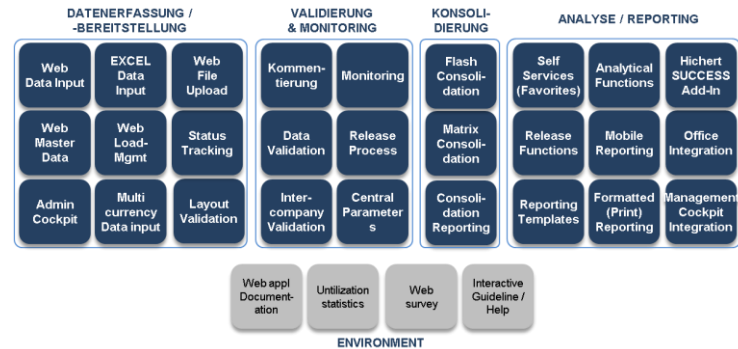 DATENERFASSUNG /
-BEREITSTELLUNG
Web
Data Input
EXCEL
Data
Input
Web
File
Upload
Web
Master
Data
Web
Load-
Mgmt
Status
Tracking
Admin
Cockpit
Multi
currency
Data input
Layout
Validation
VALIDIERUNG
& MONITORING
Kommen-
tierung
Monitoring
Data
Validation
Release
Process
Inter-
company
Validation
Central
Parameter
s
KONSOLI-
DIERUNG
Flash
Consoli-
dation
Matrix
Consoli-
dation
Consoli-
dation
Reporting
ANALYSE / REPORTING
Self
Services
(Favorites)
Analytical
Functions
Hichert
SUCCESS
Add-In
Release
Functions
Mobile
Reporting
Office
Integration
Reporting
Templates
Formatted
(Print)
Reporting
Management
Cockpit
Integration
Web appl
Document-
ation
Untilization
statistics
Web
survey
Interactive
Guideline /
Help
ENVIRONMENT